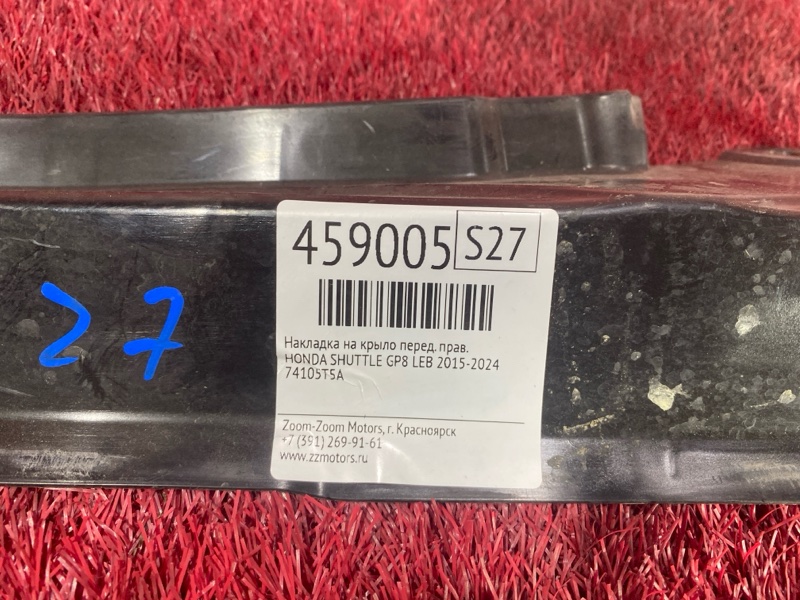 459005 S27
27
Накладка на крыло перед. прав.
HONDA SHUTTLE GP8 LEB 2015-2024
74105T5A
Zoom-Zoom Motors, г. Красноярск
+7 (391) 269-91-61
www.zzmotors.ru